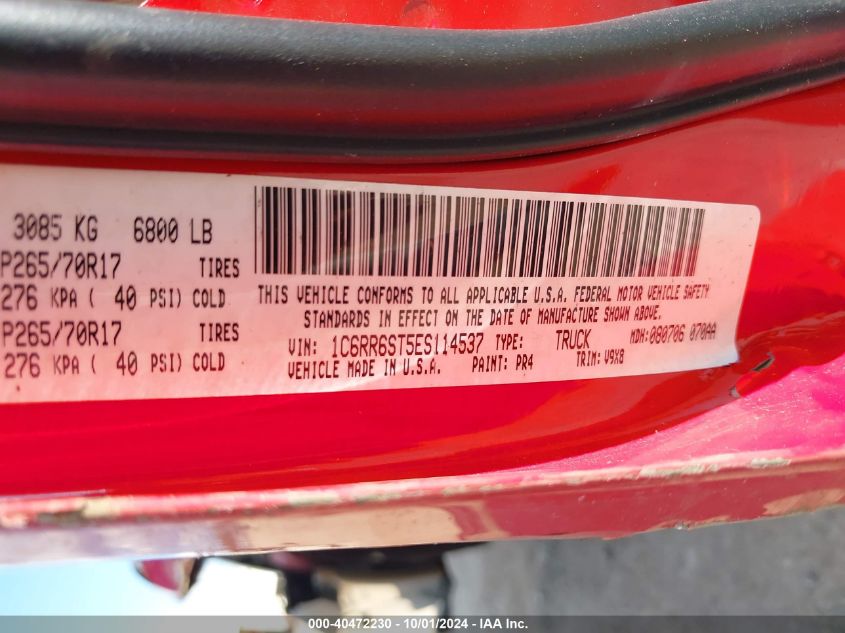 3085 KG 6800 LB
P265/70R17 TIRES
276 KPA ( 40 PSI) COLD
P265/70R17 TIRES
276 KPA ( 40 PSI) COLD
THIS VEHICLE CONFORMS TO ALL APPLICABLE U.S.A. FEDERAL MOTOR VEHICLE SAFETY
STANDARDS IN EFFECT ON THE DATE OF MANUFACTURE SHOWN ABOVE.
VIN: 1C6RR6ST5ES114537 TYPE: TRUCK MDH:080706 070AA
VEHICLE MADE IN U.S.A. PAINT: PR4 TRIM: V9X8
000-40472230 - 10/01/2024 - IAA Inc.